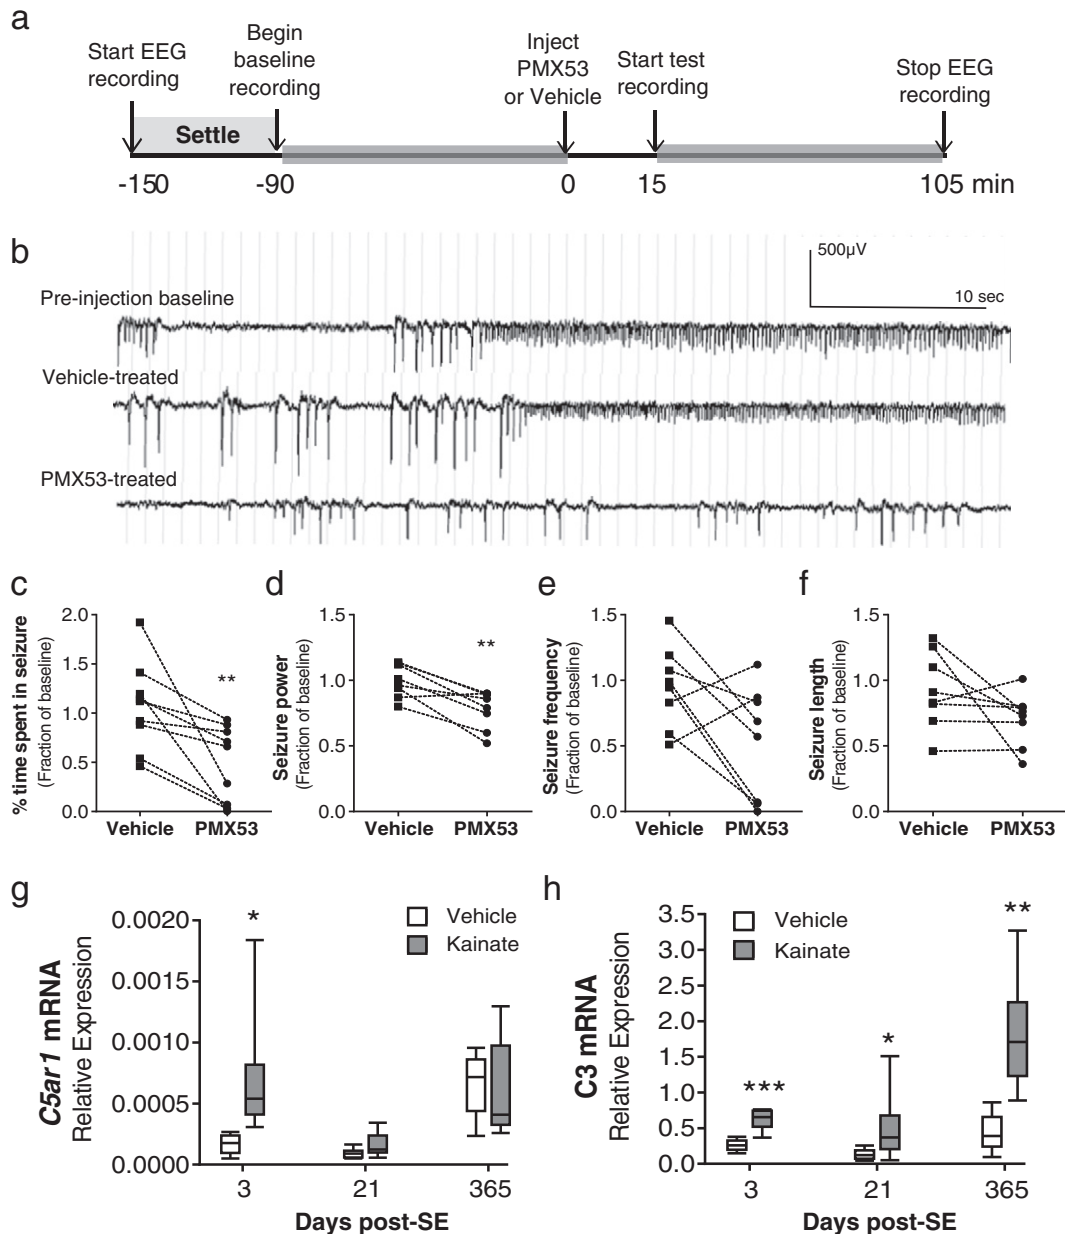 a
Start EEG
recording
Begin
baseline
recording
Inject
PMX53
or Vehicle
Start test
recording
Stop EEG
recording
Settle
-150
-90
0
15
105 min
b
500µV
10 sec
Pre-injection baseline
Vehicle-treated
PMX53-treated
c
% time spent in seizure
(Fraction of baseline)
2.0
1.5
1.0
0.5
0.0
**
Vehicle
PMX53
d
Seizure power
(Fraction of baseline)
1.5
1.0
0.5
0.0
**
Vehicle
PMX53
e
Seizure frequency
(Fraction of baseline)
1.5
1.0
0.5
0.0
Vehicle
PMX53
f
Seizure length
(Fraction of baseline)
1.5
1.0
0.5
0.0
Vehicle
PMX53
g
C5ar1 mRNA
Relative Expression
0.0020
0.0015
0.0010
0.0005
0.0000
*
Vehicle
Kainate
3
21
365
Days post-SE
h
C3 mRNA
Relative Expression
3.5
3.0
2.5
2.0
1.5
1.0
0.5
0.0
Vehicle
Kainate
***
*
**
3
21
365
Days post-SE